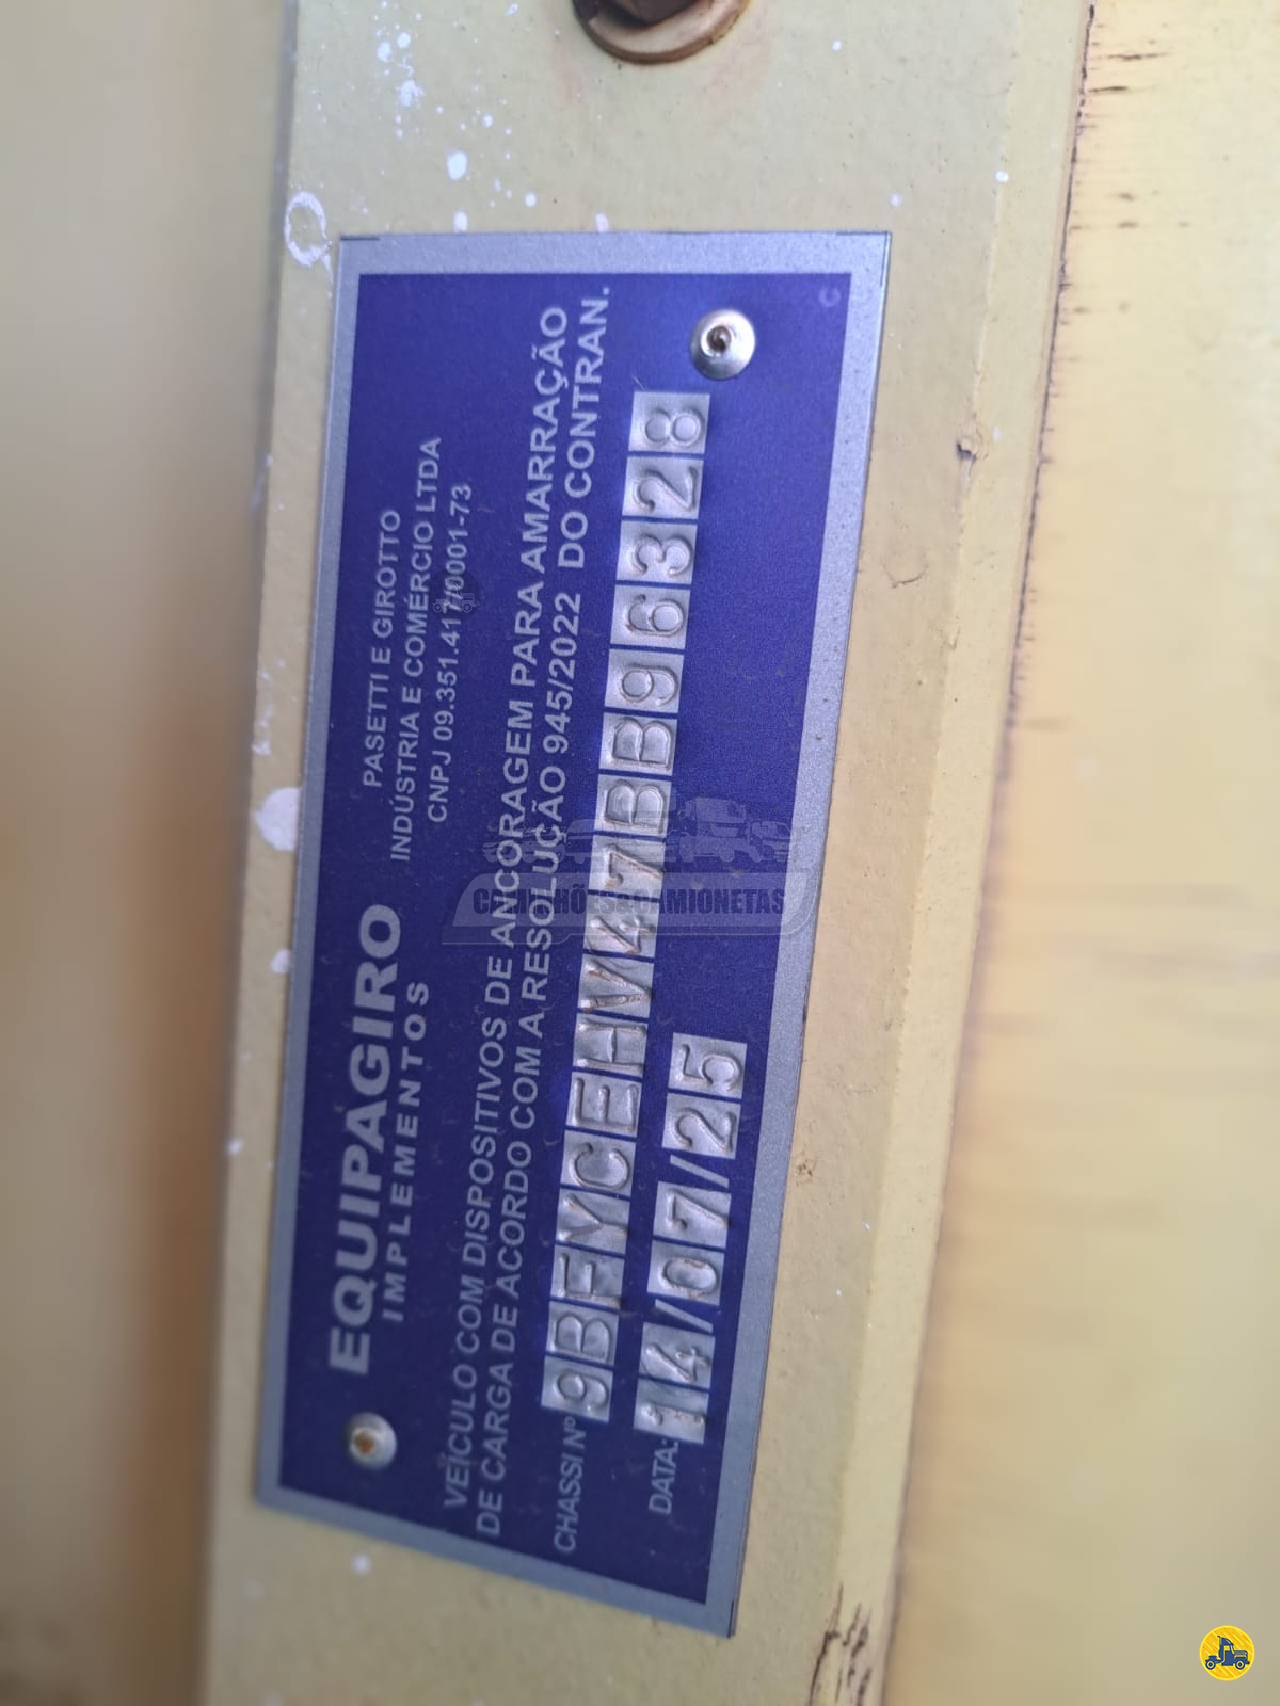 EQUIPAGIRO
IMPLEMENTOS
PASETTI E GIROTTO
INDÚSTRIA E COMÉRCIO LTDA
CNPJ 09.351.417/0001-73
VEÍCULO COM DISPOSITIVOS DE ANCORAGEM PARA AMARRAÇÃO
DE CARGA DE ACORDO COM A RESOLUÇÃO 945/2022 DO CONTRAN.
CHASSI Nº 9BFYCEHV47BB96328
DATA: 14/07/25
CAMINHÕES&CAMIONETAS